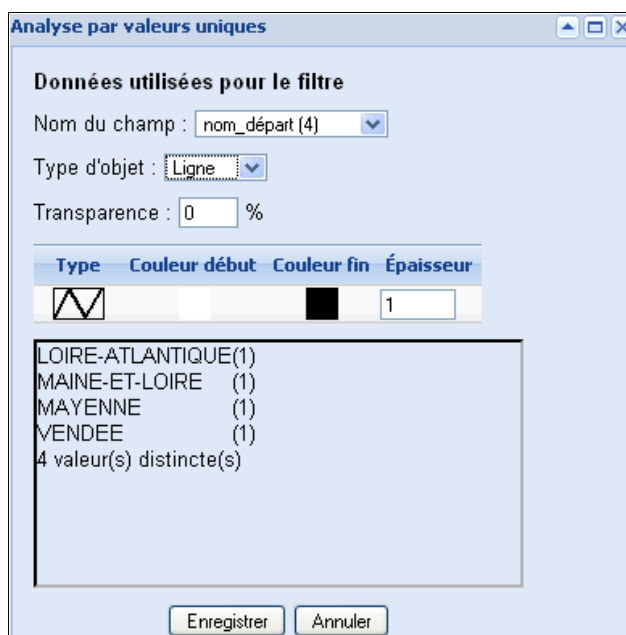 Analyse par valeurs uniques
Données utilisées pour le filtre
Nom du champ : nom_départ (4)
Type d'objet : Ligne
Transparence : 0 %
Type Couleur début Couleur fin Épaisseur
1
LOIRE-ATLANTIQUE(1)
MAINE-ET-LOIRE (1)
MAYENNE (1)
VENDEE (1)
4 valeur(s) distincte(s)
Enregistrer Annuler